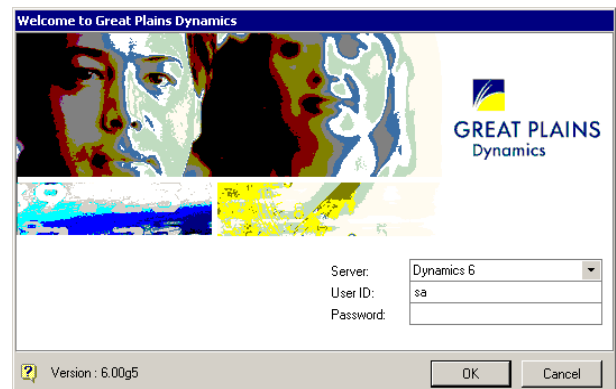 Welcome to Great Plains Dynamics
GREAT PLAINS
Dynamics
Server: Dynamics 6
User ID: sa
Password:
Version : 6.00g5
OK Cancel